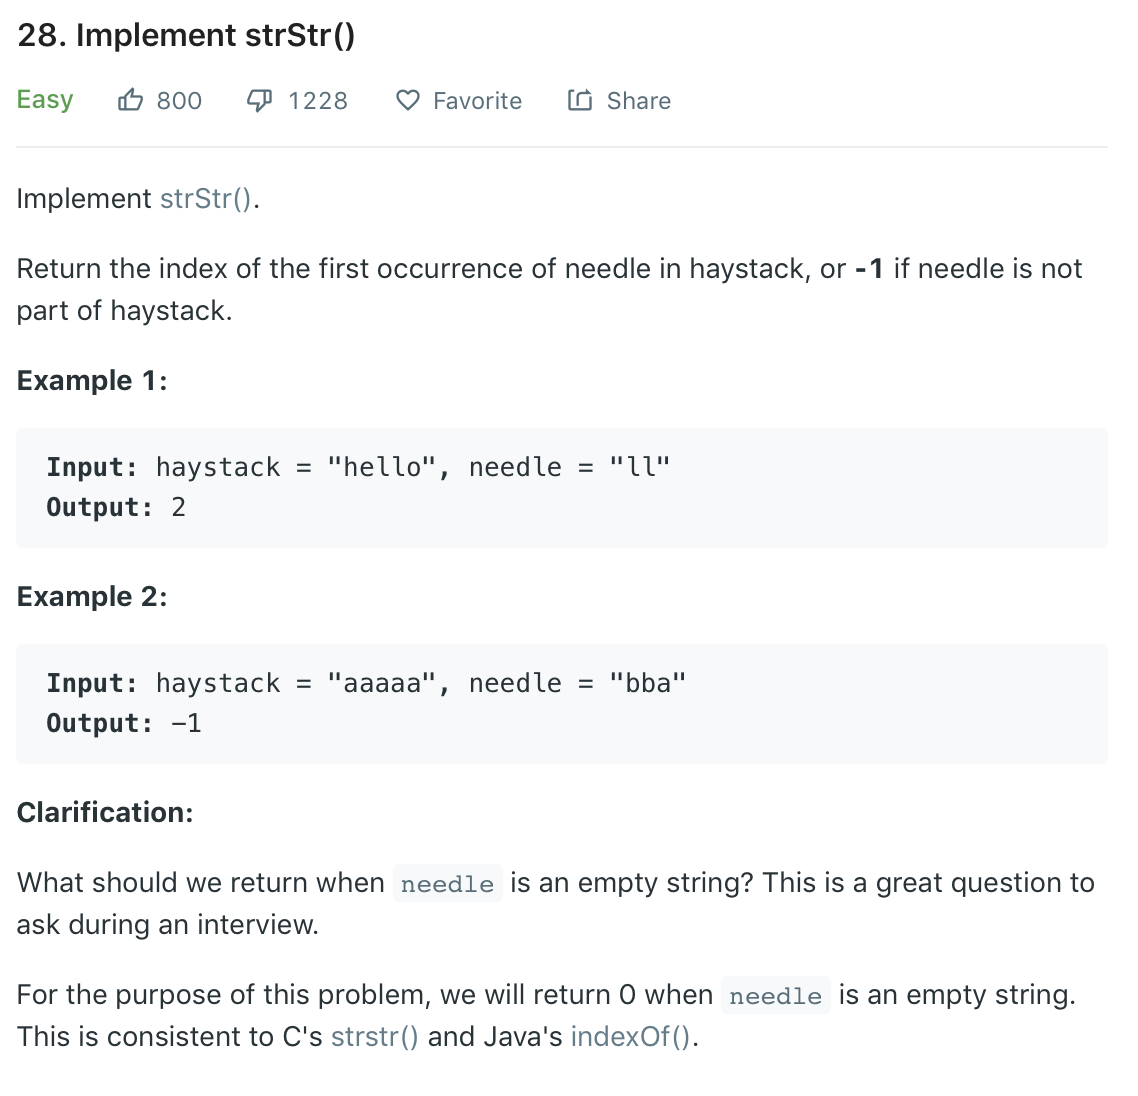 28. Implement strStr()
Easy 800 1228 Favorite Share
Implement strStr().
Return the index of the first occurrence of needle in haystack, or -1 if needle is not
part of haystack.
Example 1:
Input: haystack = "hello", needle = "ll"
Output: 2
Example 2:
Input: haystack = "aaaaa", needle = "bba"
Output: -1
Clarification:
What should we return when needle is an empty string? This is a great question to
ask during an interview.
For the purpose of this problem, we will return 0 when needle is an empty string.
This is consistent to C's strstr() and Java's indexOf().